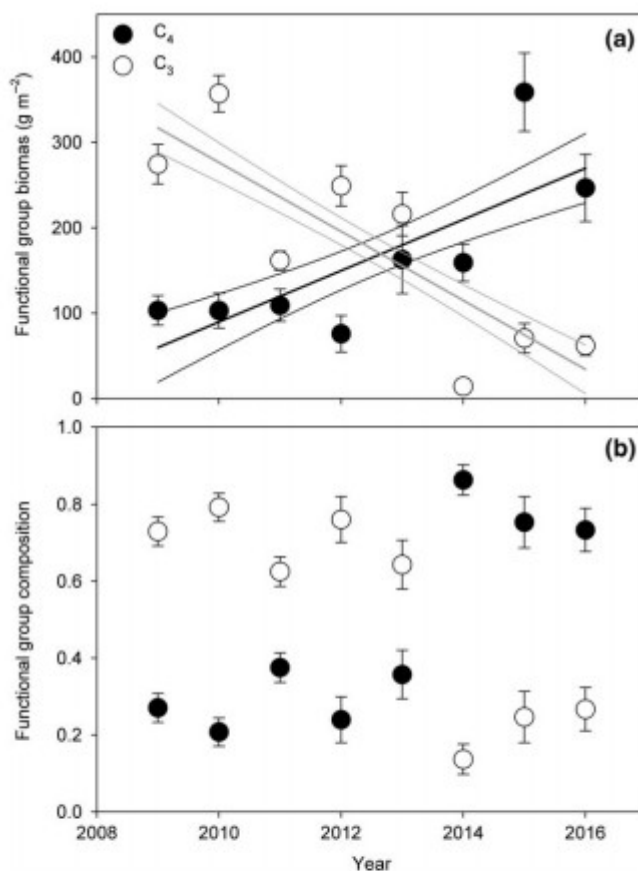 C4
C3
(a)
Functional group biomas (g m−2)
400
300
200
100
0
(b)
Functional group composition
1.0
0.8
0.6
0.4
0.2
0.0
2008
2010
2012
2014
2016
Year